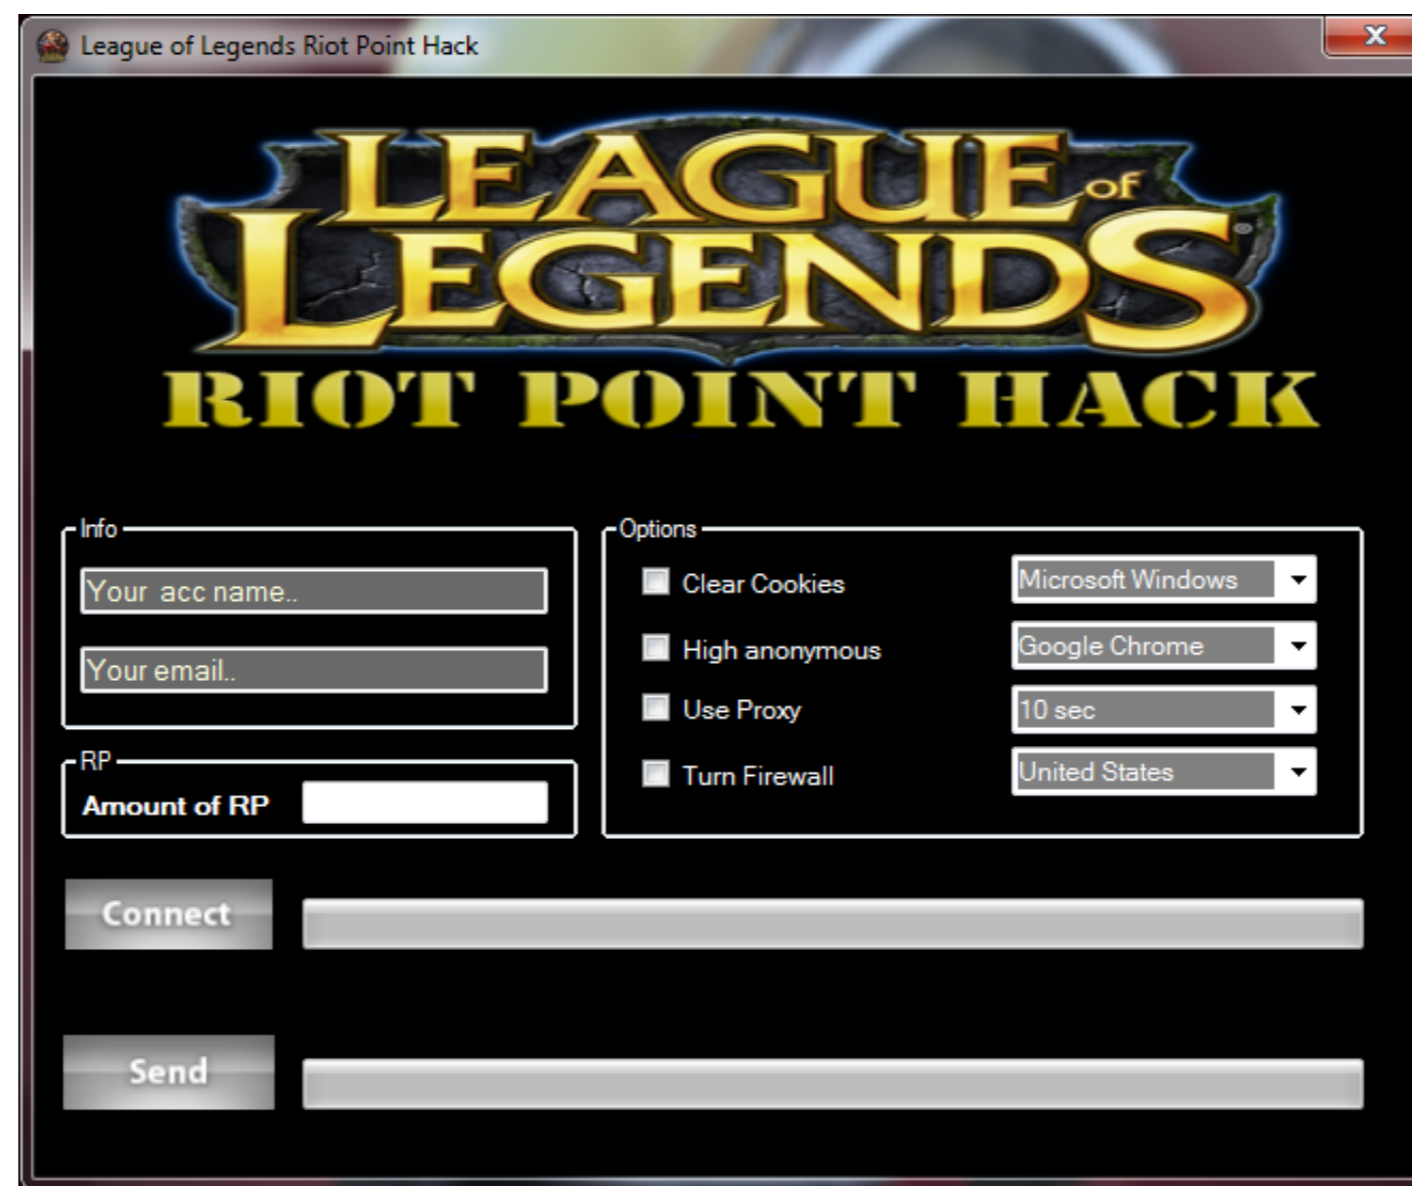 League of Legends Riot Point Hack
x
LEAGUE of
LEGENDS®
RIOT POINT HACK
Info
Your acc name..
Your email..
RP
Amount of RP
Options
Clear Cookies
Microsoft Windows
High anonymous
Google Chrome
Use Proxy
10 sec
Turn Firewall
United States
Connect
Send